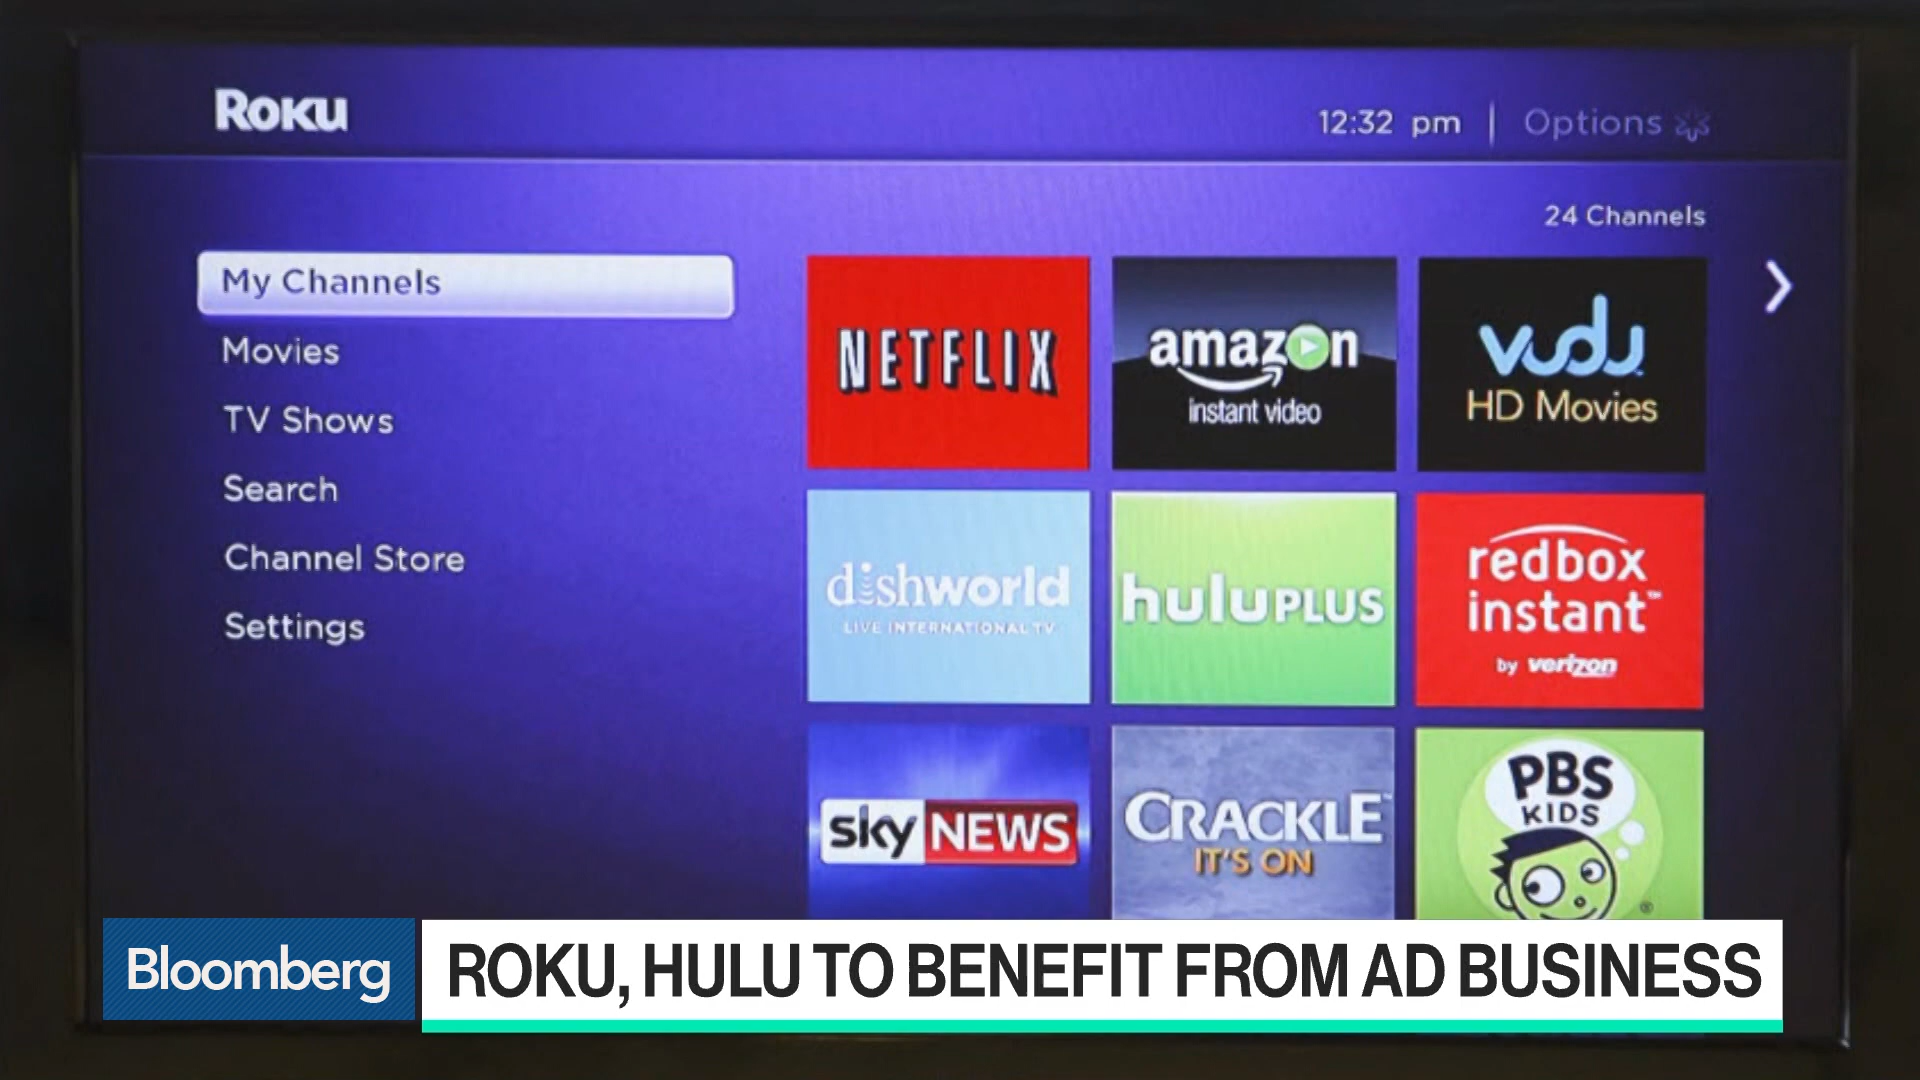 Roku
12:32 pm | Options
24 Channels
My Channels
Movies
TV Shows
Search
Channel Store
Settings
NETFLIX
amazon
instant video
vudu
HD Movies
dishworld
LIVE INTERNATIONAL TV
huluPLUS
redbox
instant™
by verizon
sky NEWS
CRACKLE™
IT'S ON
PBS
KIDS
®
Bloomberg
ROKU, HULU TO BENEFIT FROM AD BUSINESS